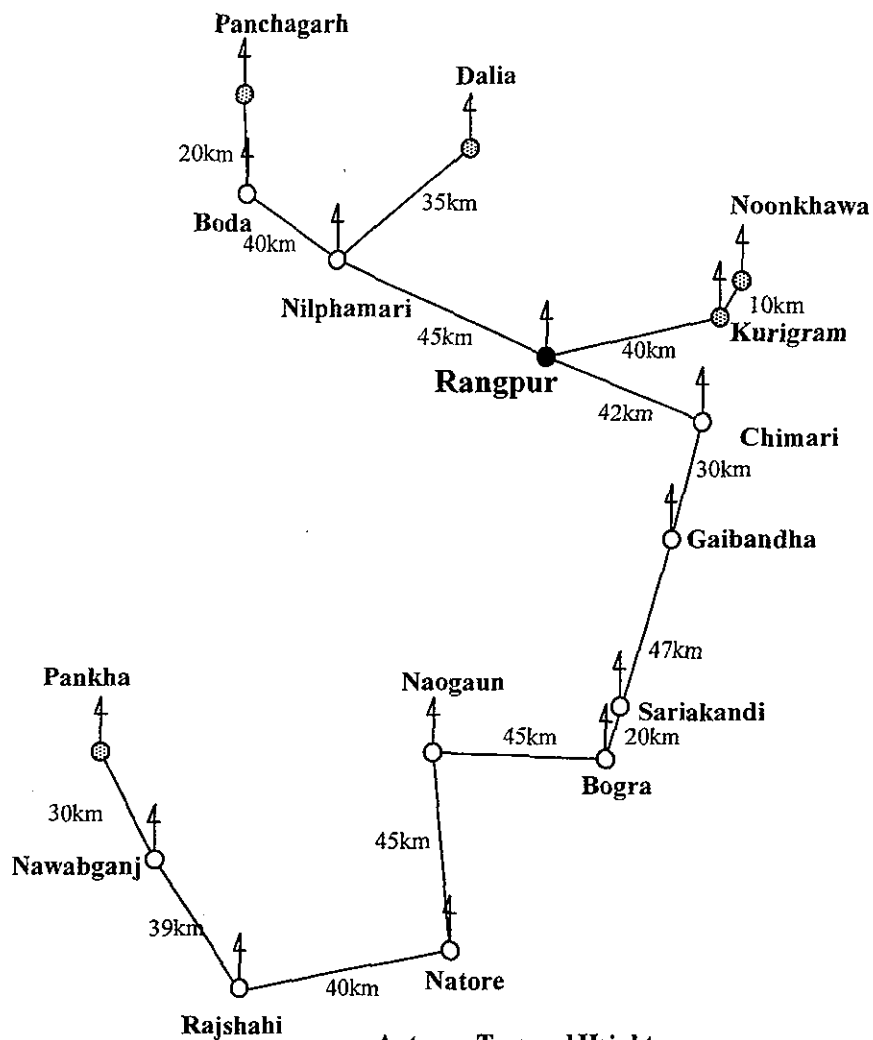 Panchagarh
Dalia
20km
35km
Noonkhawa
Boda
40km
Nilphamari
10km
45km
Kurigram
40km
Rangpur
42km
Chimari
30km
Gaibandha
47km
Pankha
Naogaun
Sariakandi
45km
20km
Bogra
30km
45km
Nawabganj
39km
Natore
40km
Rajshahi